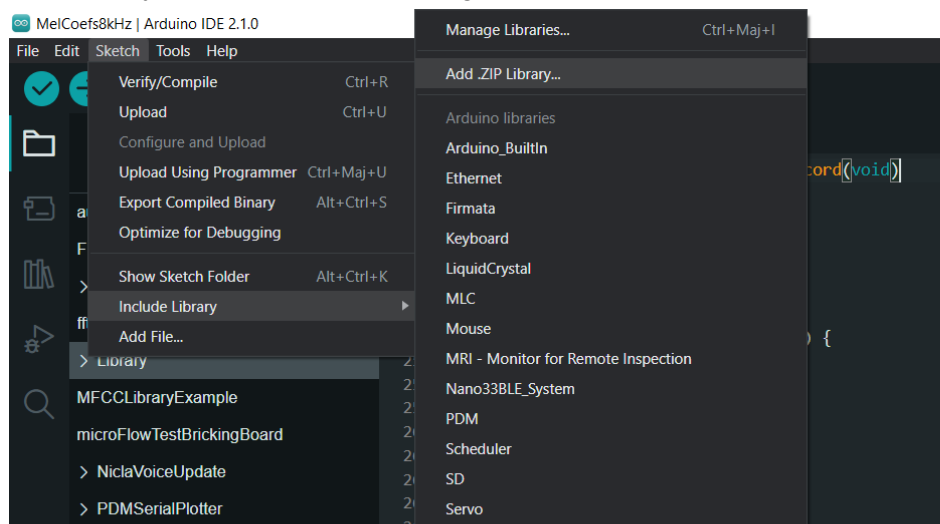 MelCoefs8kHz | Arduino IDE 2.1.0
File Edit Sketch Tools Help
Verify/Compile Ctrl+R
Upload Ctrl+U
Configure and Upload
Upload Using Programmer Ctrl+Maj+U
Export Compiled Binary Alt+Ctrl+S
Optimize for Debugging
Show Sketch Folder Alt+Ctrl+K
Include Library
Add File...
Manage Libraries... Ctrl+Maj+I
Add .ZIP Library...
Arduino libraries
Arduino_BuiltIn
Ethernet
Firmata
Keyboard
LiquidCrystal
MLC
Mouse
MRI - Monitor for Remote Inspection
Nano33BLE_System
PDM
Scheduler
SD
Servo
Library
MFCCLibraryExample
microFlowTestBrickingBoard
NiclaVoiceUpdate
PDMSerialPlotter
cord(void)
) {